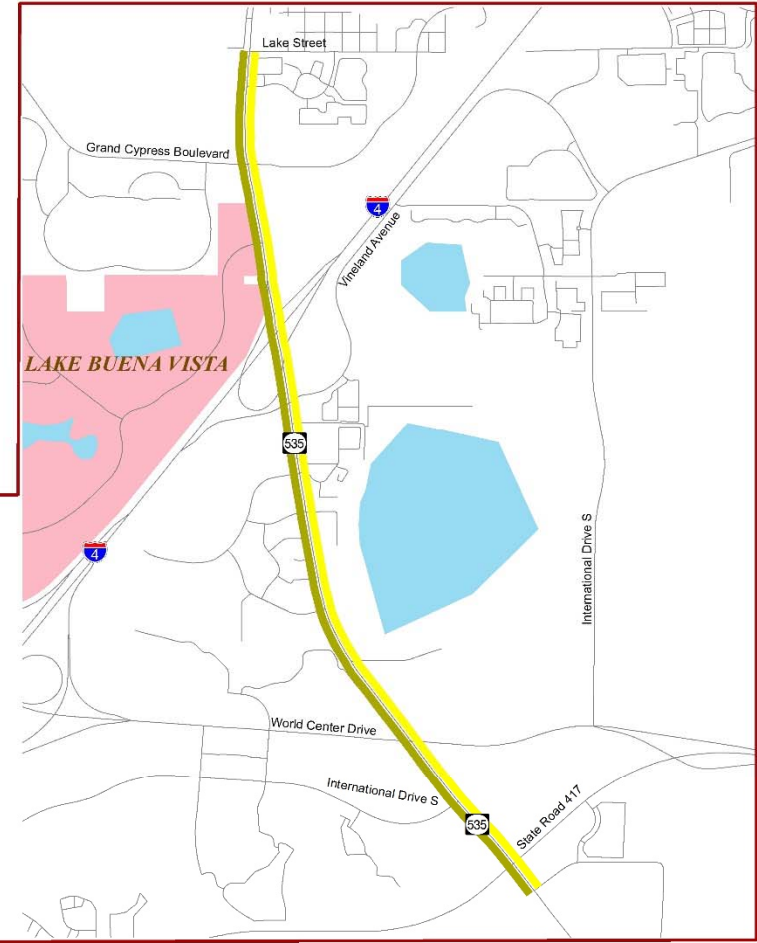 Lake Street
Grand Cypress Boulevard
4
Vineland Avenue
LAKE BUENA VISTA
535
International Drive S
4
World Center Drive
International Drive S
State Road 417
535